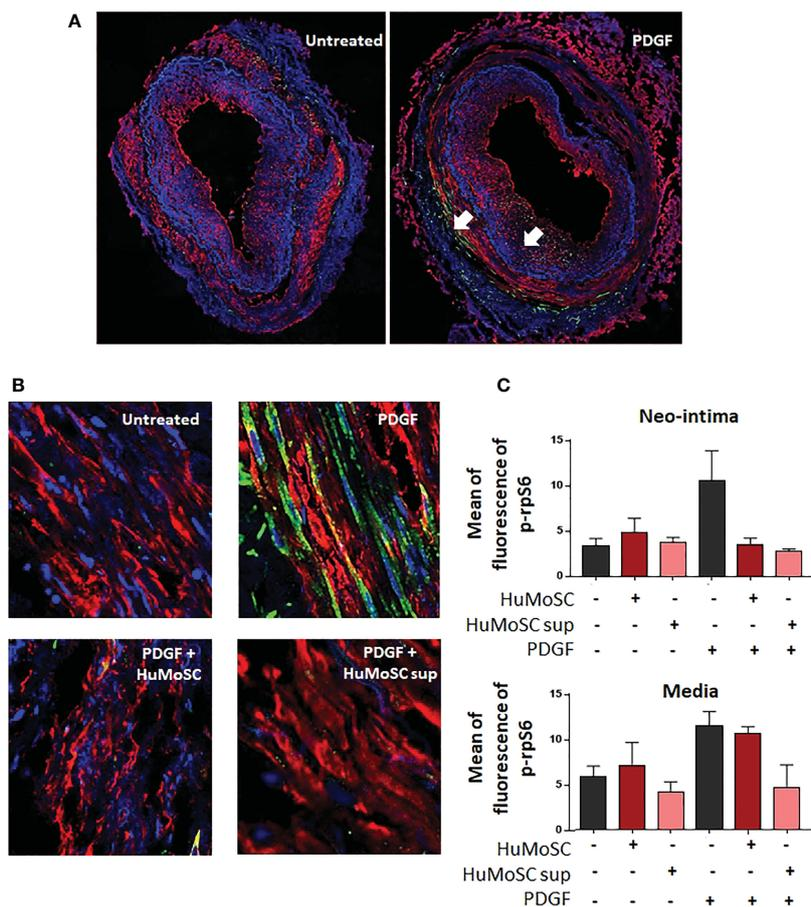 A
Untreated
PDGF
B
Untreated
PDGF
PDGF +
HuMoSC
PDGF +
HuMoSC sup
C
Neo-intima
Mean of
fluorescence of
p-rpS6
15
10
5
0
HuMoSC - + - - + -
HuMoSC sup - - + - - +
PDGF - - - + + +
Media
Mean of
fluorescence of
p-rpS6
15
10
5
0
HuMoSC - + - - + -
HuMoSC sup - - + - - +
PDGF - - - + + +